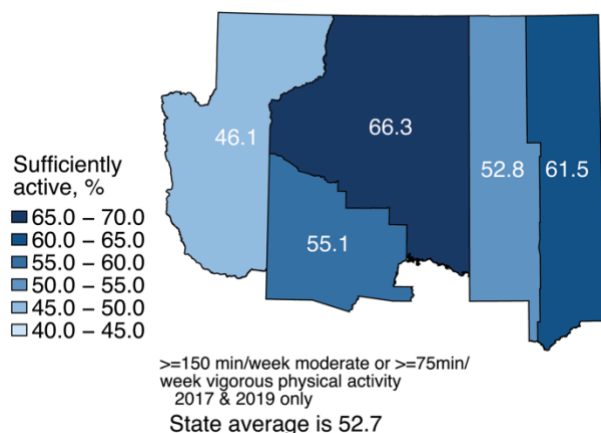 46.1
66.3
52.8
61.5
55.1
Sufficiently
active, %
65.0 – 70.0
60.0 – 65.0
55.0 – 60.0
50.0 – 55.0
45.0 – 50.0
40.0 – 45.0
>=150 min/week moderate or >=75min/
week vigorous physical activity
2017 & 2019 only
State average is 52.7